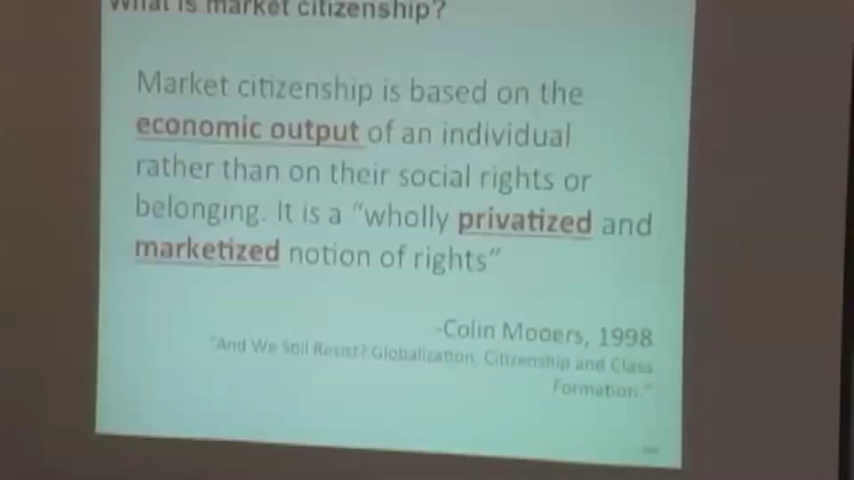 What is market citizenship?
Market citizenship is based on the
economic output of an individual
rather than on their social rights or
belonging. It is a "wholly privatized and
marketized notion of rights"
-Colin Mooers, 1998
"And We Still Resist? Globalization, Citizenship and Class
Formation."